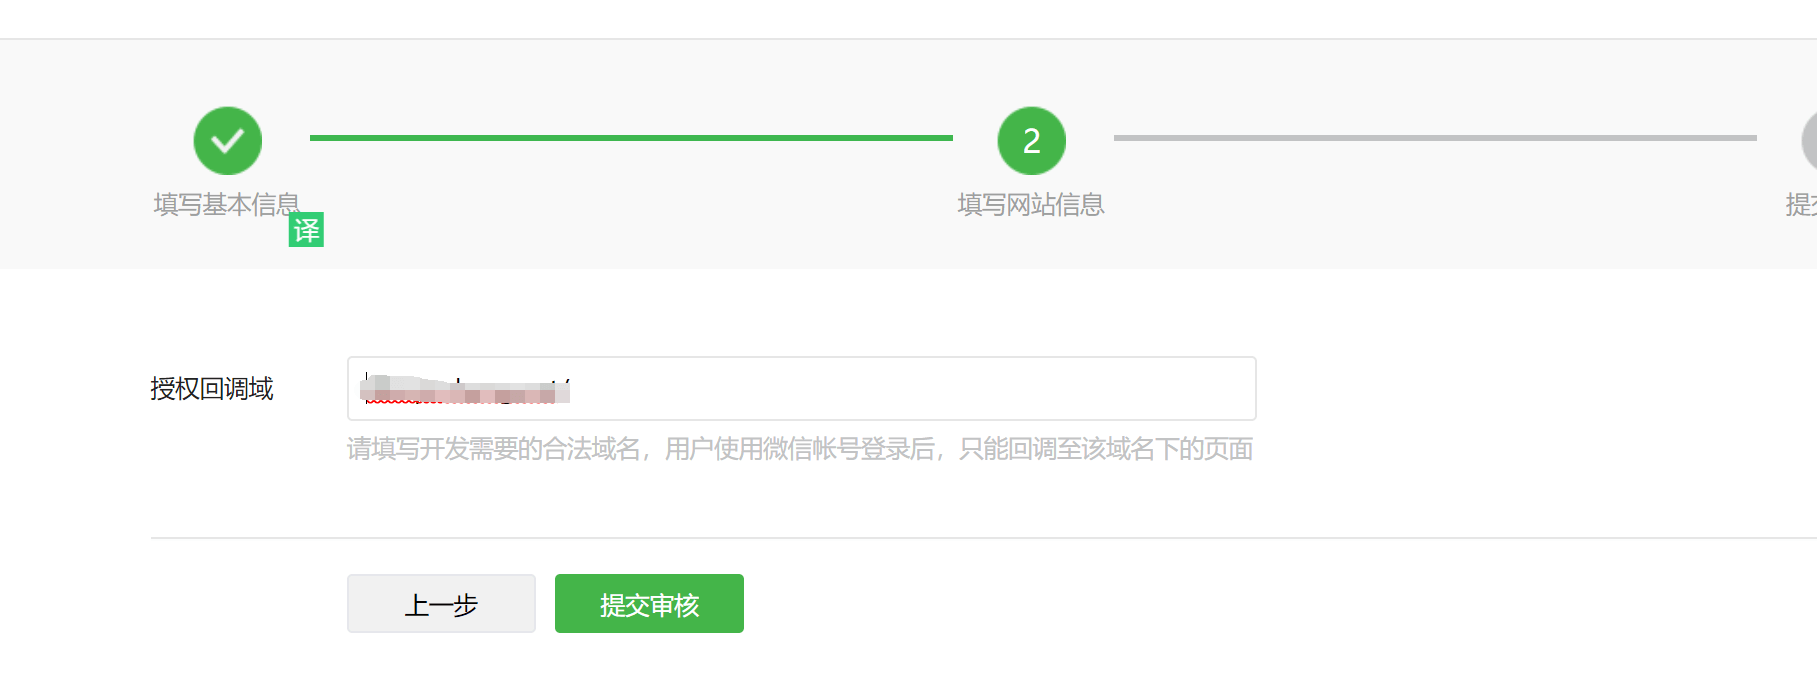 2
填写基本信息
填写网站信息
译
授权回调域
请填写开发需要的合法域名，用户使用微信帐号登录后，只能回调至该域名下的页面
上一步
提交审核